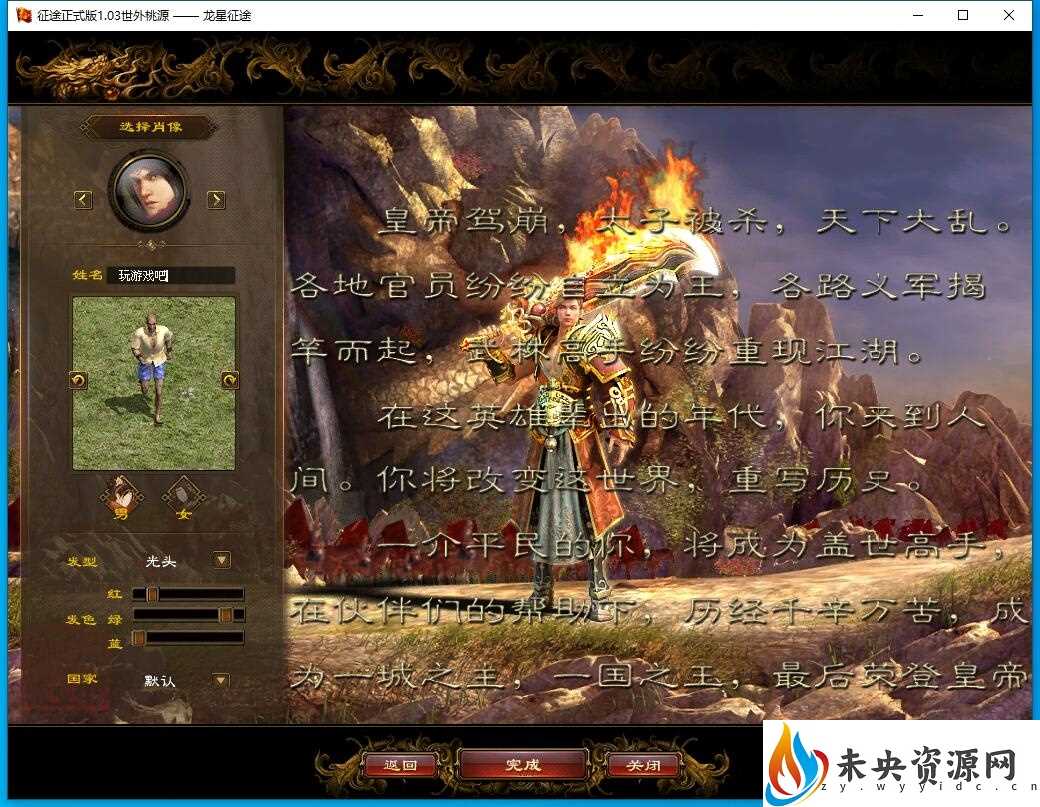 征途正式版1.03世外桃源 —— 龙星征途
选择肖像
姓名 玩游戏吧
男 女
发型 光头
红
发色 绿
蓝
国家 默认
皇帝驾崩，太子被杀，天下大乱。
各地官员纷纷自立为王，各路义军揭
竿而起，武林高手纷纷重现江湖。
在这英雄辈出的年代，你来到人
间。你将改变这世界，重写历史。
一介平民的你，将成为盖世高手，
在伙伴们的帮助下，历经千辛万苦，成
为一城之主，一国之王，最后荣登皇帝
返回 完成 关闭
未央资源网
zy.wyyidc.cn